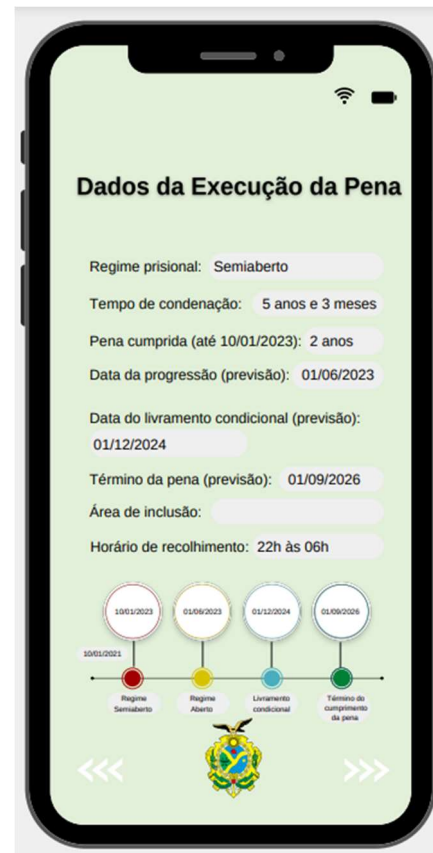 Dados da Execução da Pena
Regime prisional: Semiaberto
Tempo de condenação: 5 anos e 3 meses
Pena cumprida (até 10/01/2023): 2 anos
Data da progressão (previsão): 01/06/2023
Data do livramento condicional (previsão):
01/12/2024
Término da pena (previsão): 01/09/2026
Área de inclusão:
Horário de recolhimento: 22h às 06h
10/01/2023 01/06/2023 01/12/2024 01/09/2026
10/01/2021
Regime Regime Livramento Término do
Semiaberto Aberto condicional cumprimento
da pena
<<< >>>